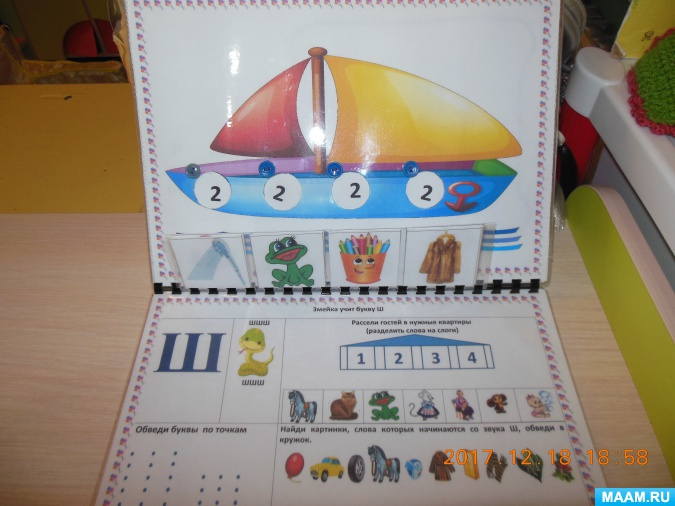 2 2 2 2
Змейка учит букву Ш
Ш
шшш
шшш
Рассели гостей в нужные квартиры
(разделить слова на слоги)
1 2 3 4
Обведи буквы по точкам
Найди картинки, слова которых начинаются со звука Ш, обведи в
кружок.
2017.12.18 18:58
MAAM.RU